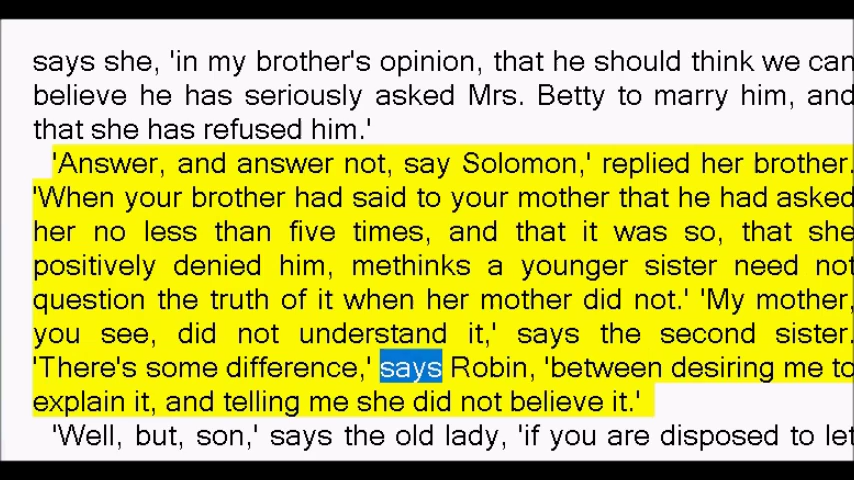 says she, 'in my brother's opinion, that he should think we can
believe he has seriously asked Mrs. Betty to marry him, and
that she has refused him.'
'Answer, and answer not, say Solomon,' replied her brother.
'When your brother had said to your mother that he had asked
her no less than five times, and that it was so, that she
positively denied him, methinks a younger sister need not
question the truth of it when her mother did not.' 'My mother,
you see, did not understand it,' says the second sister.
'There's some difference,' says Robin, 'between desiring me to
explain it, and telling me she did not believe it.'
'Well, but, son,' says the old lady, 'if you are disposed to let